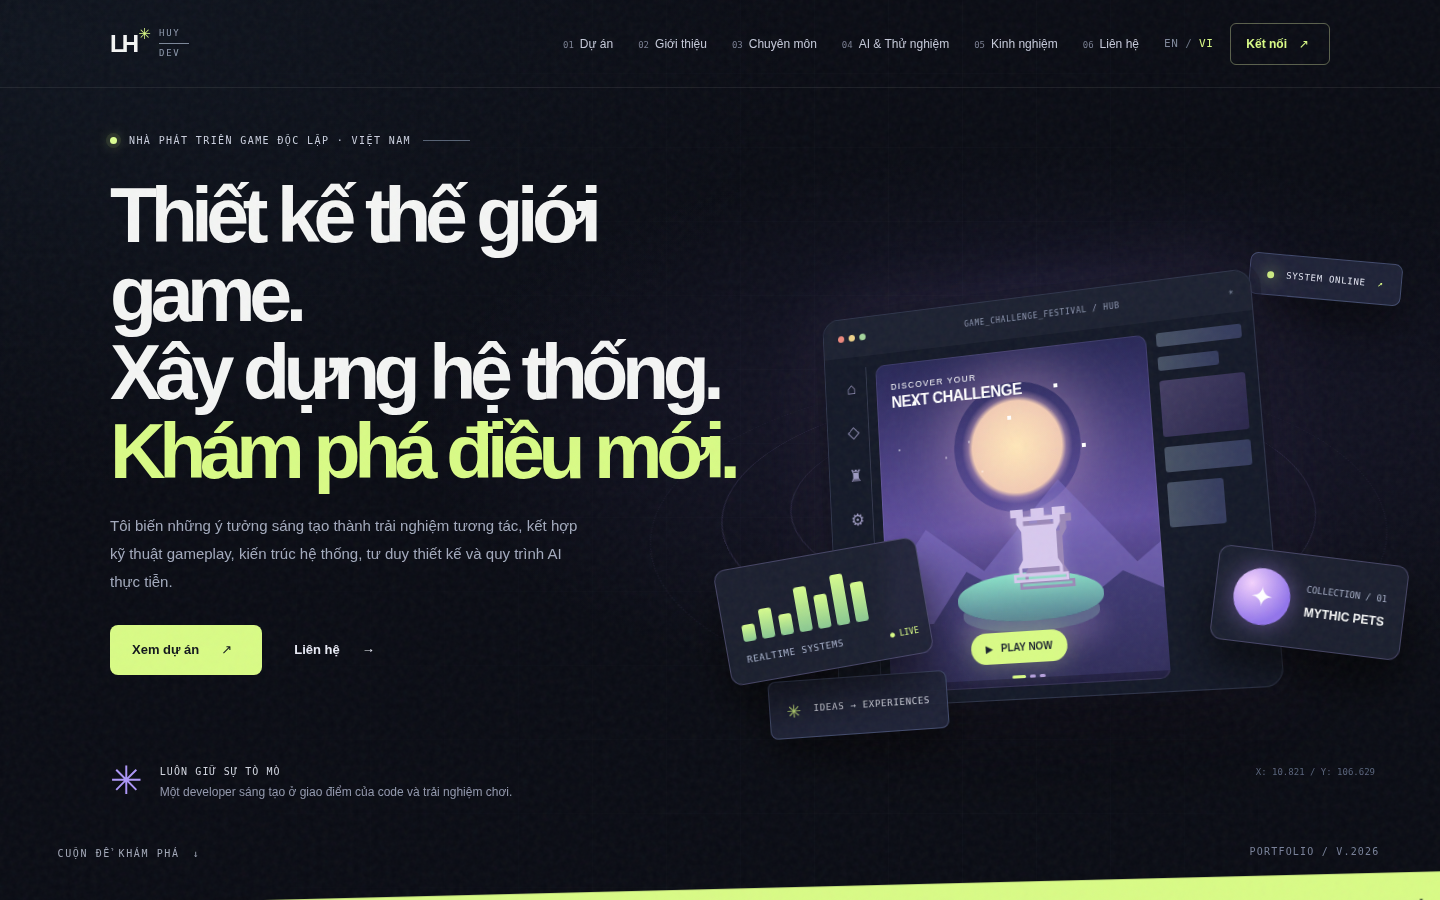 LH HUY
DEV
01 Dự án 02 Giới thiệu 03 Chuyên môn 04 AI & Thử nghiệm 05 Kinh nghiệm 06 Liên hệ EN / VI Kết nối ↗
NHÀ PHÁT TRIỂN GAME ĐỘC LẬP · VIỆT NAM
Thiết kế thế giới
game.
Xây dựng hệ thống.
Khám phá điều mới.
Tôi biến những ý tưởng sáng tạo thành trải nghiệm tương tác, kết hợp
kỹ thuật gameplay, kiến trúc hệ thống, tư duy thiết kế và quy trình AI
thực tiễn.
Xem dự án ↗ Liên hệ →
SYSTEM ONLINE ↗
GAME_CHALLENGE_FESTIVAL / HUB
DISCOVER YOUR
NEXT CHALLENGE
▶ PLAY NOW
REALTIME SYSTEMS
● LIVE
COLLECTION / 01
MYTHIC PETS
IDEAS → EXPERIENCES
LUÔN GIỮ SỰ TÒ MÒ
Một developer sáng tạo ở giao điểm của code và trải nghiệm chơi.
X: 10.821 / Y: 106.629
CUỘN ĐỂ KHÁM PHÁ ↓
PORTFOLIO / V.2026